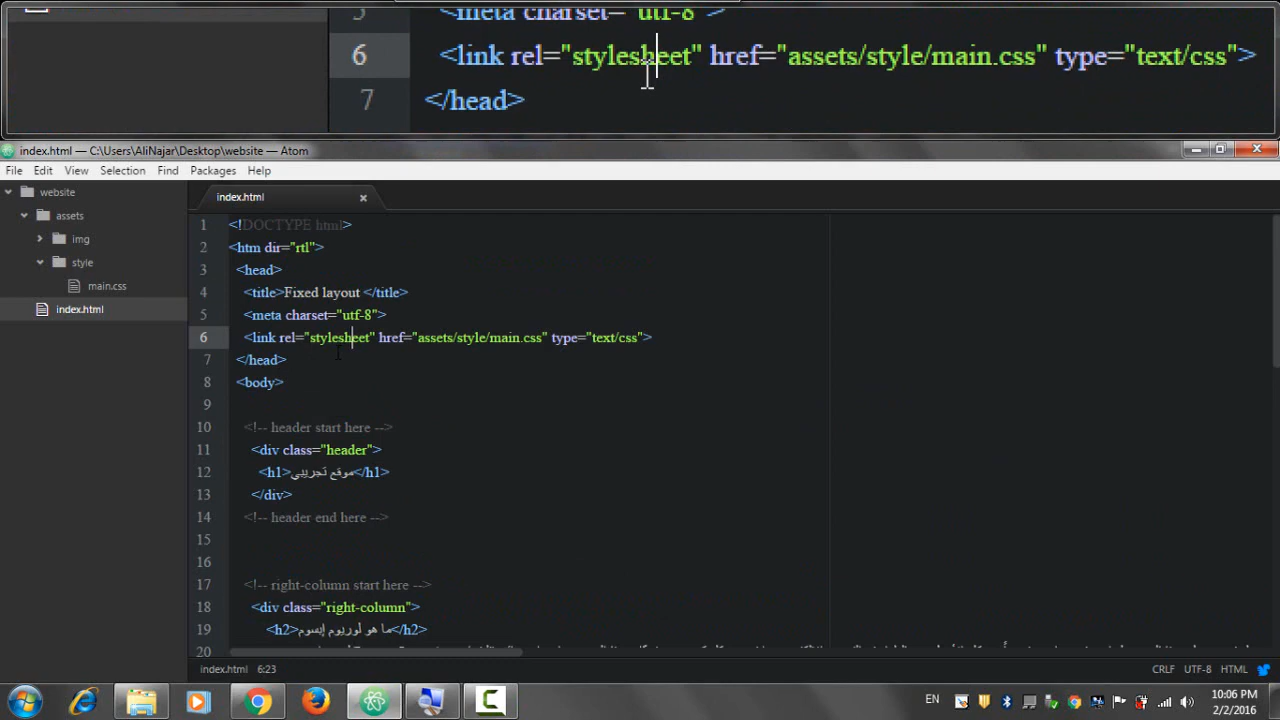 <meta charset="utf-8">
6 <link rel="stylesheet" href="assets/style/main.css" type="text/css">
7 </head>
index.html — C:\Users\AliNajar\Desktop\website — Atom
File Edit View Selection Find Packages Help
website
assets
img
style
main.css
index.html
index.html
1 <!DOCTYPE html>
2 <htm dir="rtl">
3 <head>
4 <title>Fixed layout </title>
5 <meta charset="utf-8">
6 <link rel="stylesheet" href="assets/style/main.css" type="text/css">
7 </head>
8 <body>
9
10 <!-- header start here -->
11 <div class="header">
12 <h1>موقع تجريبي</h1>
13 </div>
14 <!-- header end here -->
15
16
17 <!-- right-column start here -->
18 <div class="right-column">
19 <h2>ما هو لوريوم إيسوم</h2>
20
index.html 6:23
CRLF UTF-8 HTML
EN
10:06 PM
2/2/2016